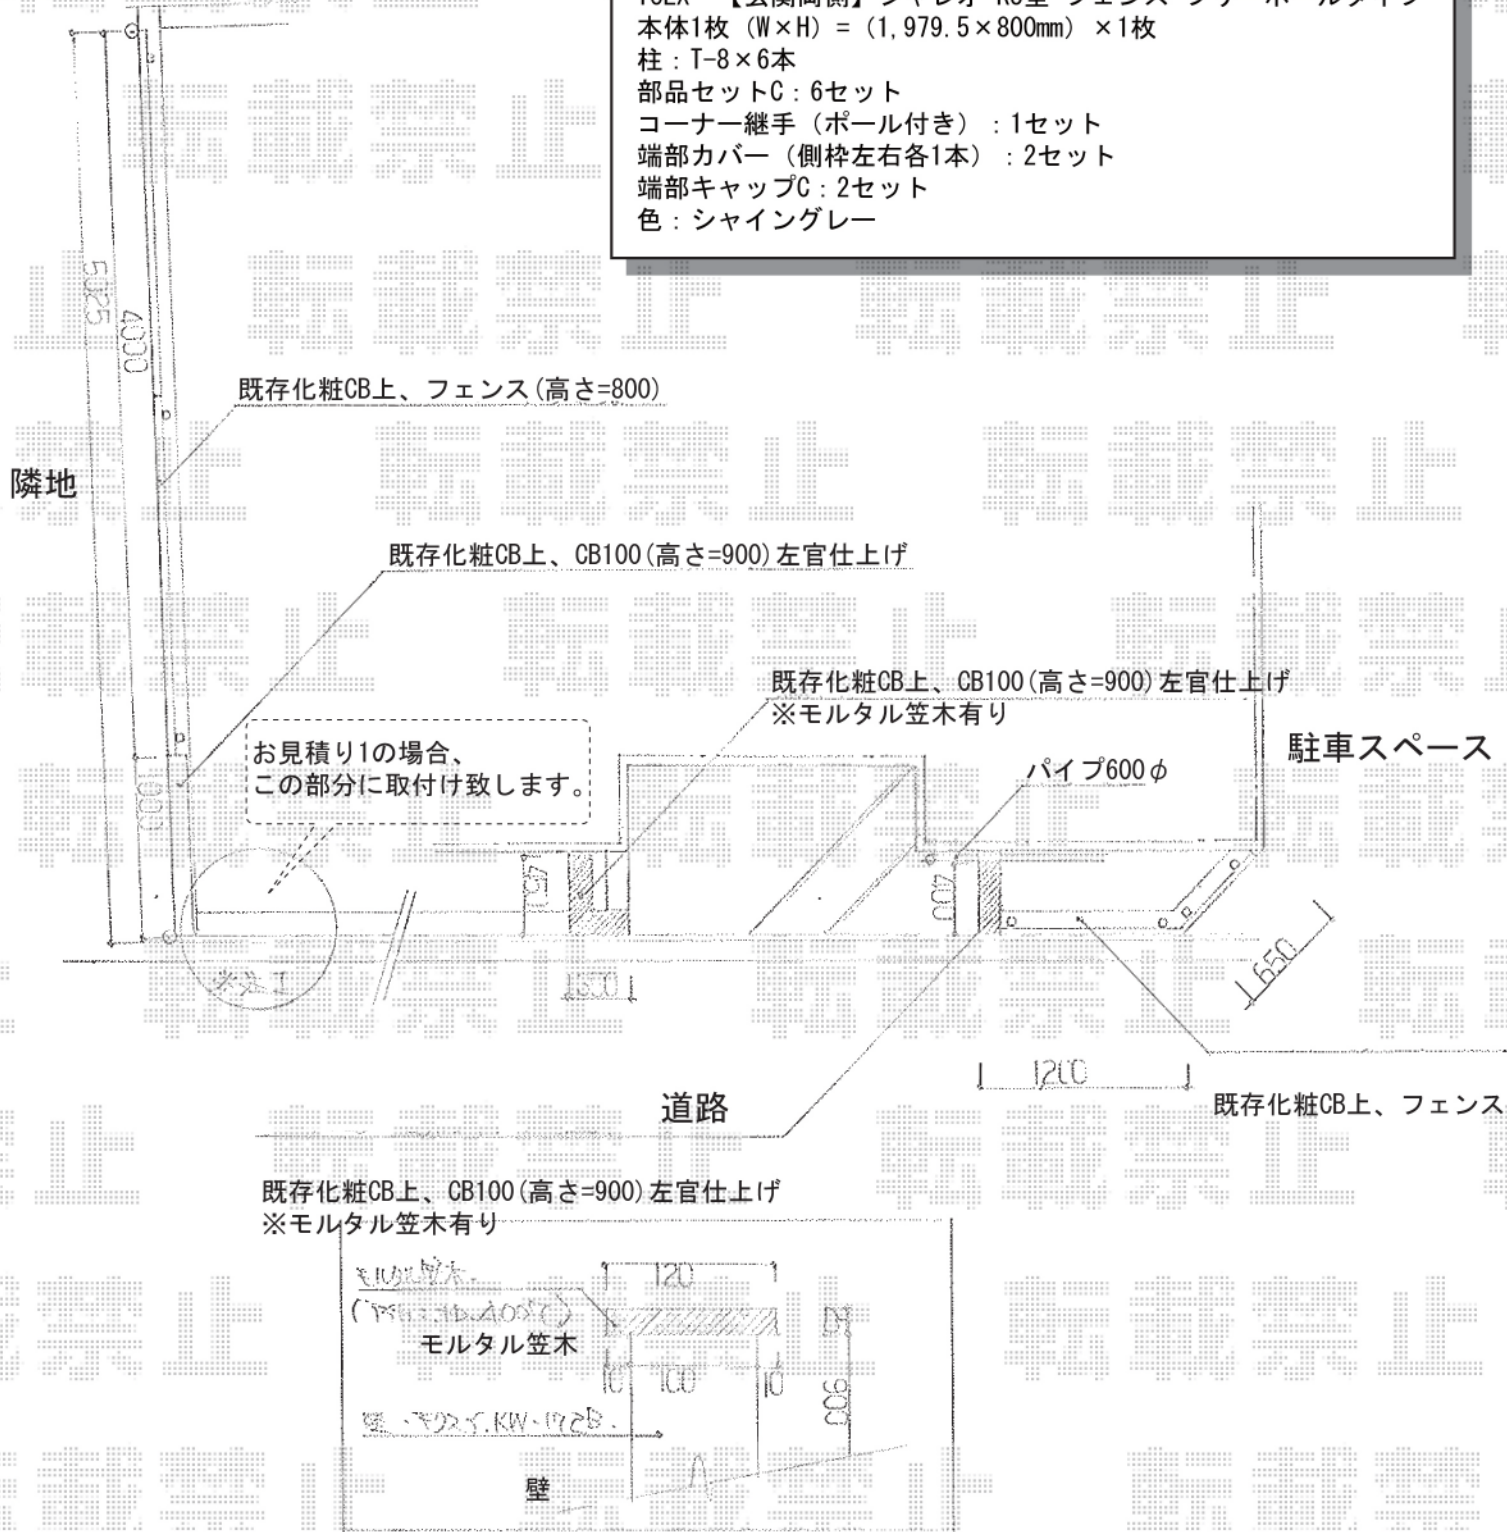 本体1枚（W×H）=（1,979.5×800mm）×1枚
柱：T-8×6本
部品セットC：6セット
コーナー継手（ポール付き）：1セット
端部カバー（側枠左右各1本）：2セット
端部キャップC：2セット
色：シャイングレー
5025
4000
既存化粧CB上、フェンス(高さ=800)
隣地
既存化粧CB上、CB100(高さ=900)左官仕上げ
既存化粧CB上、CB100(高さ=900)左官仕上げ
※モルタル笠木有り
駐車スペース
お見積り1の場合、
この部分に取付け致します。
パイプ600φ
1000
450
400
650
1200
道路
既存化粧CB上、フェンス
既存化粧CB上、CB100(高さ=900)左官仕上げ
※モルタル笠木有り
120
モルタル笠木
10
100
10
900
壁
転載禁止